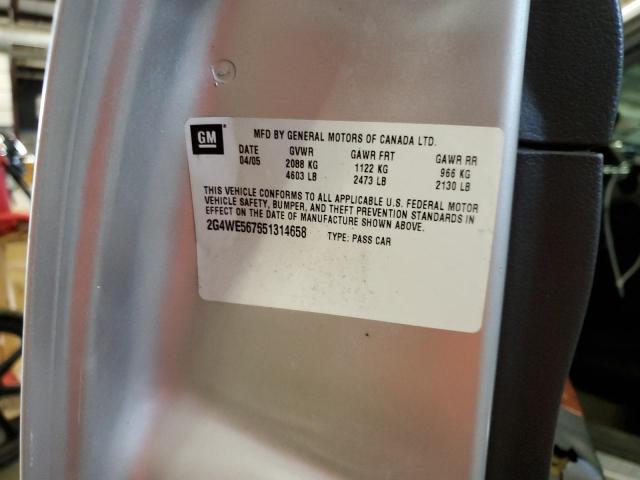 GM
MFD BY GENERAL MOTORS OF CANADA LTD.
DATE GVWR GAWR FRT GAWR RR
04/05 2088 KG 1122 KG 966 KG
4603 LB 2473 LB 2130 LB
THIS VEHICLE CONFORMS TO ALL APPLICABLE U.S. FEDERAL MOTOR
VEHICLE SAFETY, BUMPER, AND THEFT PREVENTION STANDARDS IN
EFFECT ON THE DATE OF MANUFACTURE SHOWN ABOVE.
2G4WE567951314658 TYPE: PASS CAR